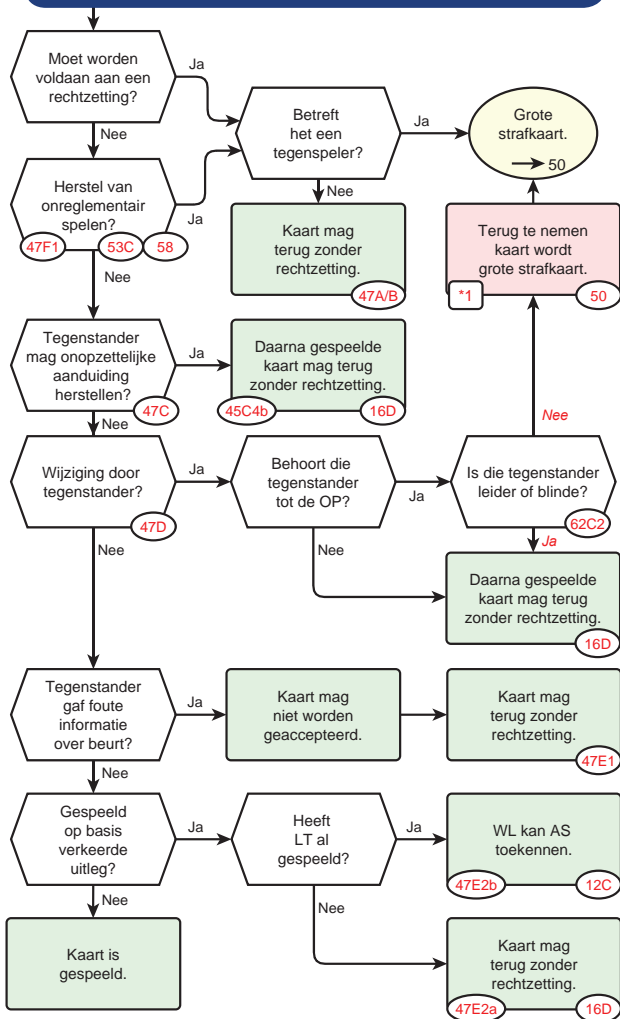 Moet worden
voldaan aan een
rechtzetting?
Ja
Nee
Betreft
het een
tegenspeler?
Ja
Nee
Grote
strafkaart.
50
Herstel van
onreglementair
spelen?
47F1
53C
58
Ja
Nee
Kaart mag
terug zonder
rechtzetting.
47A/B
Terug te nemen
kaart wordt
grote strafkaart.
*1
50
Tegenstander
mag onopzettelijke
aanduiding
herstellen?
47C
Ja
Nee
Daarna gespeelde
kaart mag terug
zonder rechtzetting.
45C4b
16D
Nee
Wijziging door
tegenstander?
47D
Ja
Nee
Behoort die
tegenstander
tot de OP?
Ja
Nee
Is die tegenstander
leider of blinde?
62C2
Ja
Daarna gespeelde
kaart mag terug
zonder rechtzetting.
16D
Tegenstander
gaf foute
informatie
over beurt?
Ja
Nee
Kaart mag
niet worden
geaccepteerd.
Kaart mag
terug zonder
rechtzetting.
47E1
Gespeeld
op basis
verkeerde
uitleg?
Ja
Nee
Heeft
LT al
gespeeld?
Ja
Nee
WL kan AS
toekennen.
47E2b
12C
Kaart is
gespeeld.
Kaart mag
terug zonder
rechtzetting.
47E2a
16D